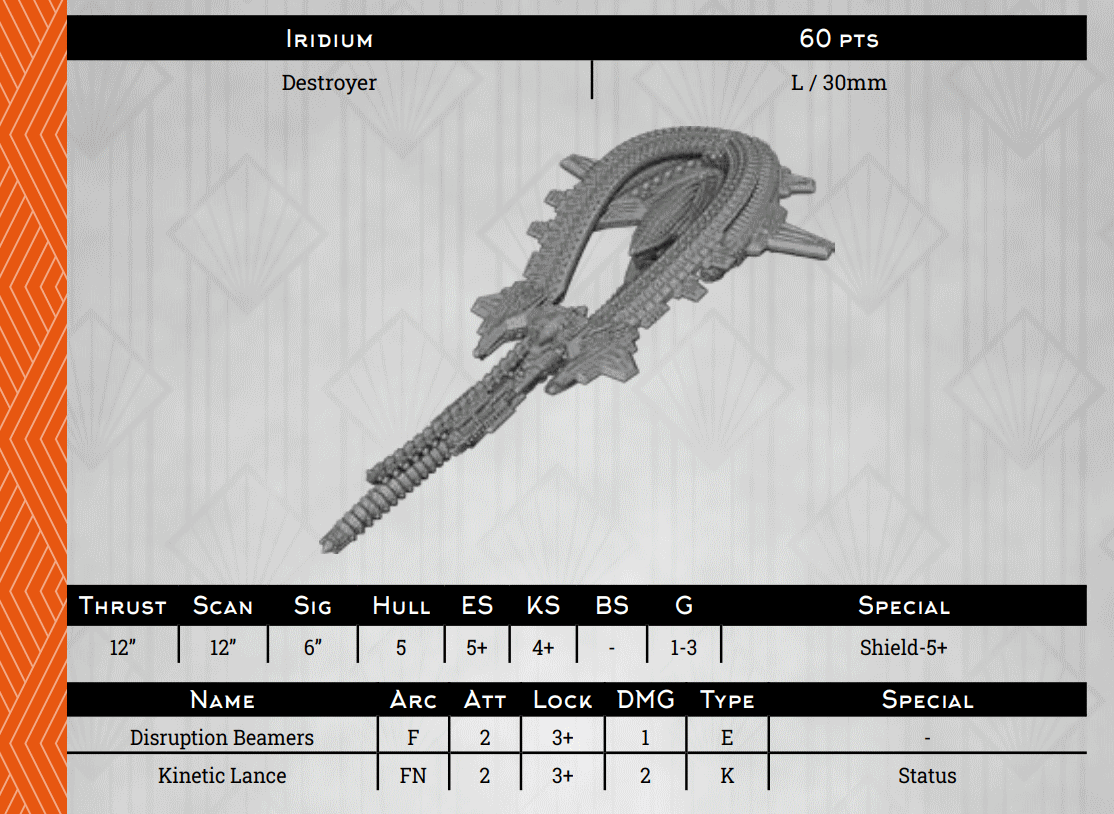 Iridium 60 pts
Destroyer L / 30mm
Thrust Scan Sig Hull ES KS BS G Special
12” 12” 6” 5 5+ 4+ - 1-3 Shield-5+
Name Arc Att Lock DMG Type Special
Disruption Beamers F 2 3+ 1 E -
Kinetic Lance FN 2 3+ 2 K Status